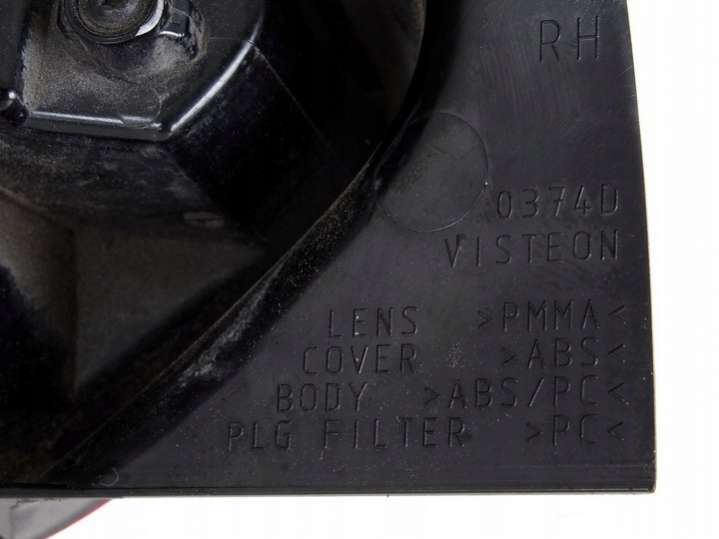 RH
0374D
VISTEON
LENS >PMMA<
COVER >ABS<
BODY >ABS/PC<
PLG FILTER >PC<